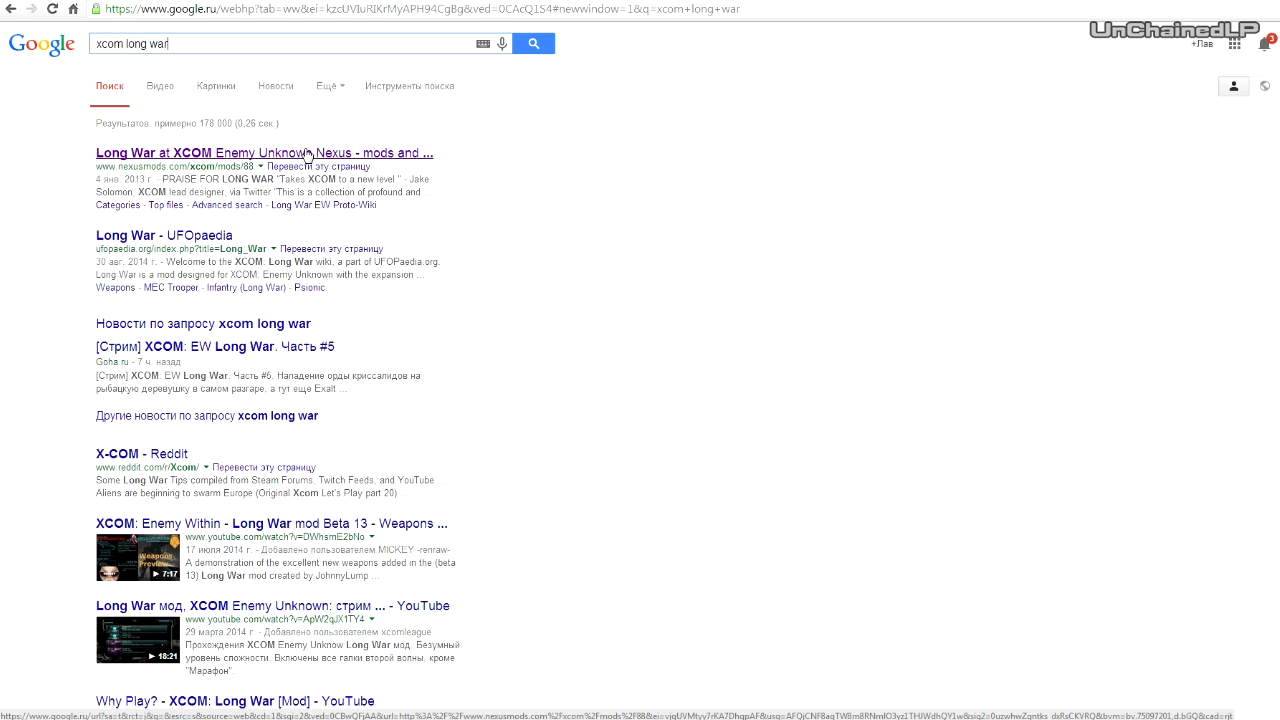 https://www.google.ru/webhp?tab=ww&ei=kzcUVIuRIKrMyAPH94CgBg&ved=0CAcQ1S4#newwindow=1&q=xcom+long+war
UnChainedLP
Google
xcom long war
+Лав
3
Поиск Видео Картинки Новости Ещё Инструменты поиска
Результатов: примерно 178 000 (0,26 сек.)
Long War at XCOM Enemy Unknown Nexus - mods and ...
www.nexusmods.com/xcom/mods/88 Перевести эту страницу
4 янв. 2013 г. - PRAISE FOR LONG WAR "Takes XCOM to a new level." - Jake
Solomon, XCOM lead designer, via Twitter "This is a collection of profound and ...
Categories - Top files - Advanced search - Long War EW Proto-Wiki
Long War - UFOpaedia
ufopaedia.org/index.php?title=Long_War Перевести эту страницу
30 авг. 2014 г. - Welcome to the XCOM: Long War wiki, a part of UFOPaedia.org.
Long War is a mod designed for XCOM: Enemy Unknown with the expansion ...
Weapons - MEC Trooper - Infantry (Long War) - Psionic
Новости по запросу xcom long war
[Стрим] XCOM: EW Long War. Часть #5
Goha.ru - 7 ч. назад
[Стрим] XCOM: EW Long War. Часть #5. Нападение орды криссалидов на
рыбацкую деревушку в самом разгаре, а тут еще Exalt ...
Другие новости по запросу xcom long war
X-COM - Reddit
www.reddit.com/r/Xcom/ Перевести эту страницу
Some Long War Tips compiled from Steam Forums, Twitch Feeds, and YouTube
Aliens are beginning to swarm Europe (Original Xcom Let's Play part 20) ...
XCOM: Enemy Within - Long War mod Beta 13 - Weapons ...
www.youtube.com/watch?v=DWhsrnE2bNo
17 июля 2014 г. - Добавлено пользователем MICKEY -renraw-
A demonstration of the excellent new weapons added in the (beta
13) Long War mod created by JohnnyLump ...
Weapons
Preview
7:17
Long War мод, XCOM Enemy Unknown: стрим ... - YouTube
www.youtube.com/watch?v=ApW2qJX1TY4
29 марта 2014 г. - Добавлено пользователем xcomleague
Прохождения XCOM Enemy Unknow Long War мод. Безумный
уровень сложности. Включены все галки второй волны, кроме
"Марафон".
18:21
Why Play? - XCOM: Long War [Mod] - YouTube